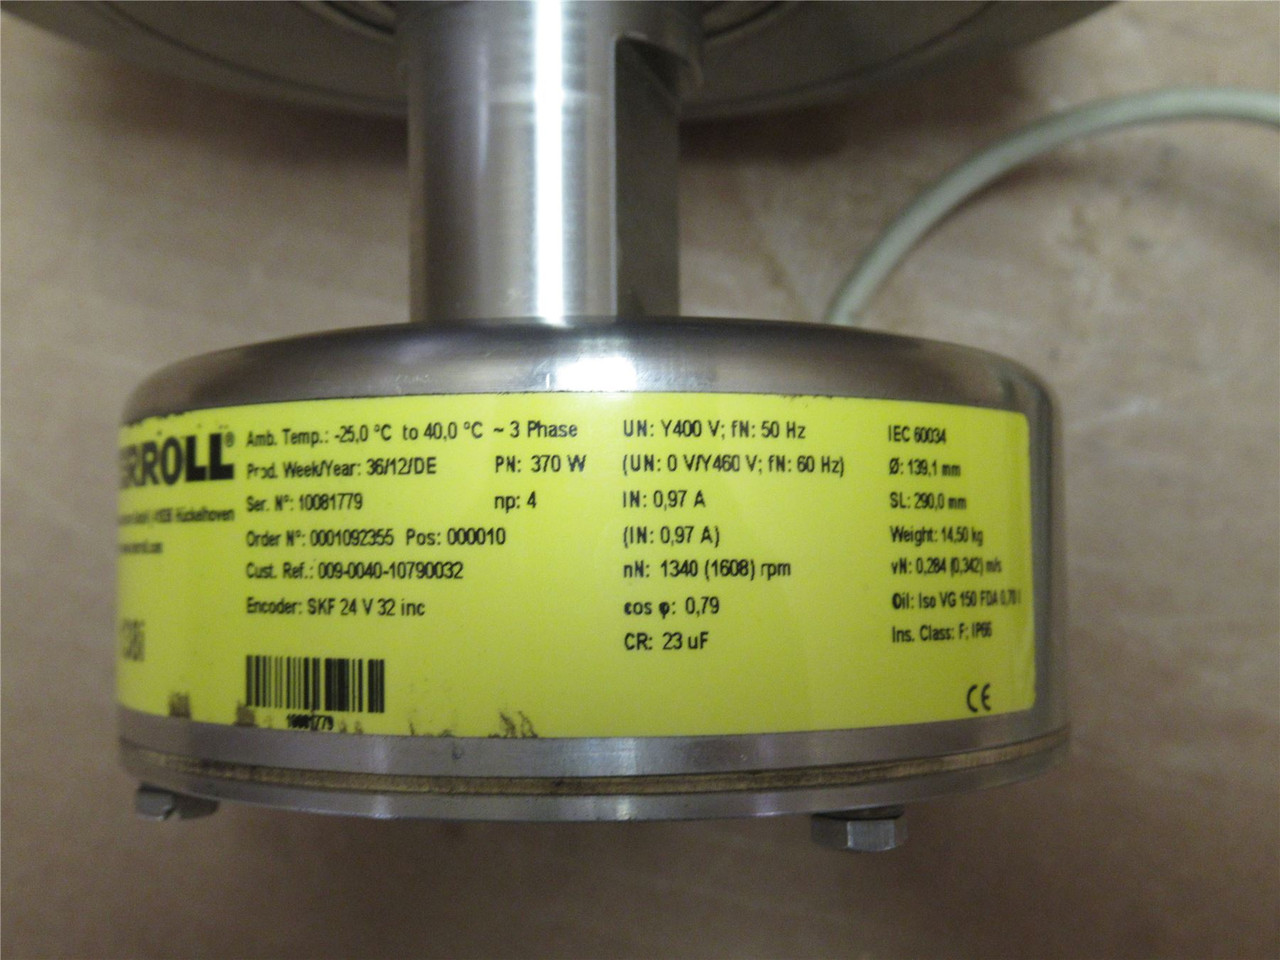 ERROLL®
Hückelhoven
138i
Amb. Temp.: -25,0 °C to 40,0 °C ~ 3 Phase
Prod. Week/Year: 36/12/DE PN: 370 W
Ser. N°: 10081779 np: 4
Order N°: 0001092355 Pos: 000010
Cust. Ref.: 009-0040-10790032
Encoder: SKF 24 V 32 inc
10081779
UN: Y400 V; fN: 50 Hz
(UN: 0 V/Y460 V; fN: 60 Hz)
IN: 0,97 A
(IN: 0,97 A)
nN: 1340 (1608) rpm
cos φ: 0,79
CR: 23 uF
IEC 60034
Ø: 139,1 mm
SL: 290,0 mm
Weight: 14,50 kg
vN: 0,284 (0,342) m/s
Oil: Iso VG 150 FDA 0,70 l
Ins. Class: F; IP66
CE